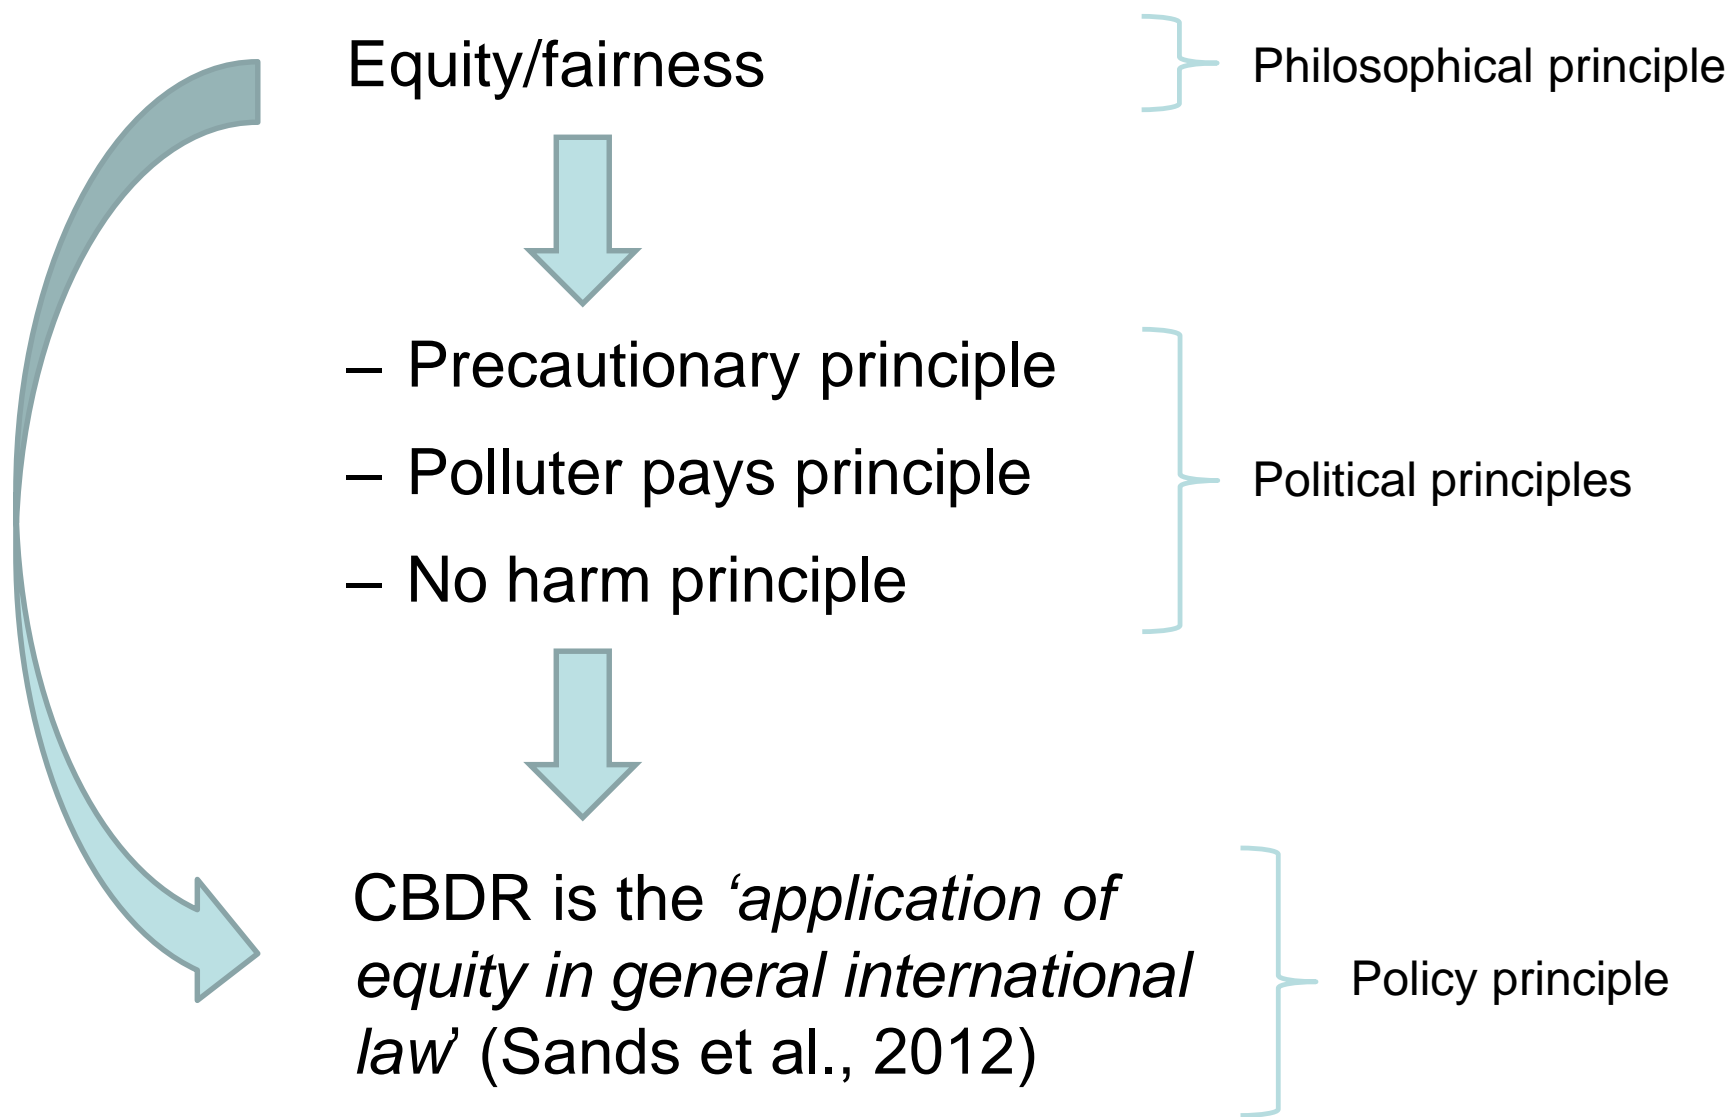 Equity/fairness
Philosophical principle
– Precautionary principle
– Polluter pays principle
– No harm principle
Political principles
CBDR is the ‘application of
equity in general international
law’ (Sands et al., 2012)
Policy principle